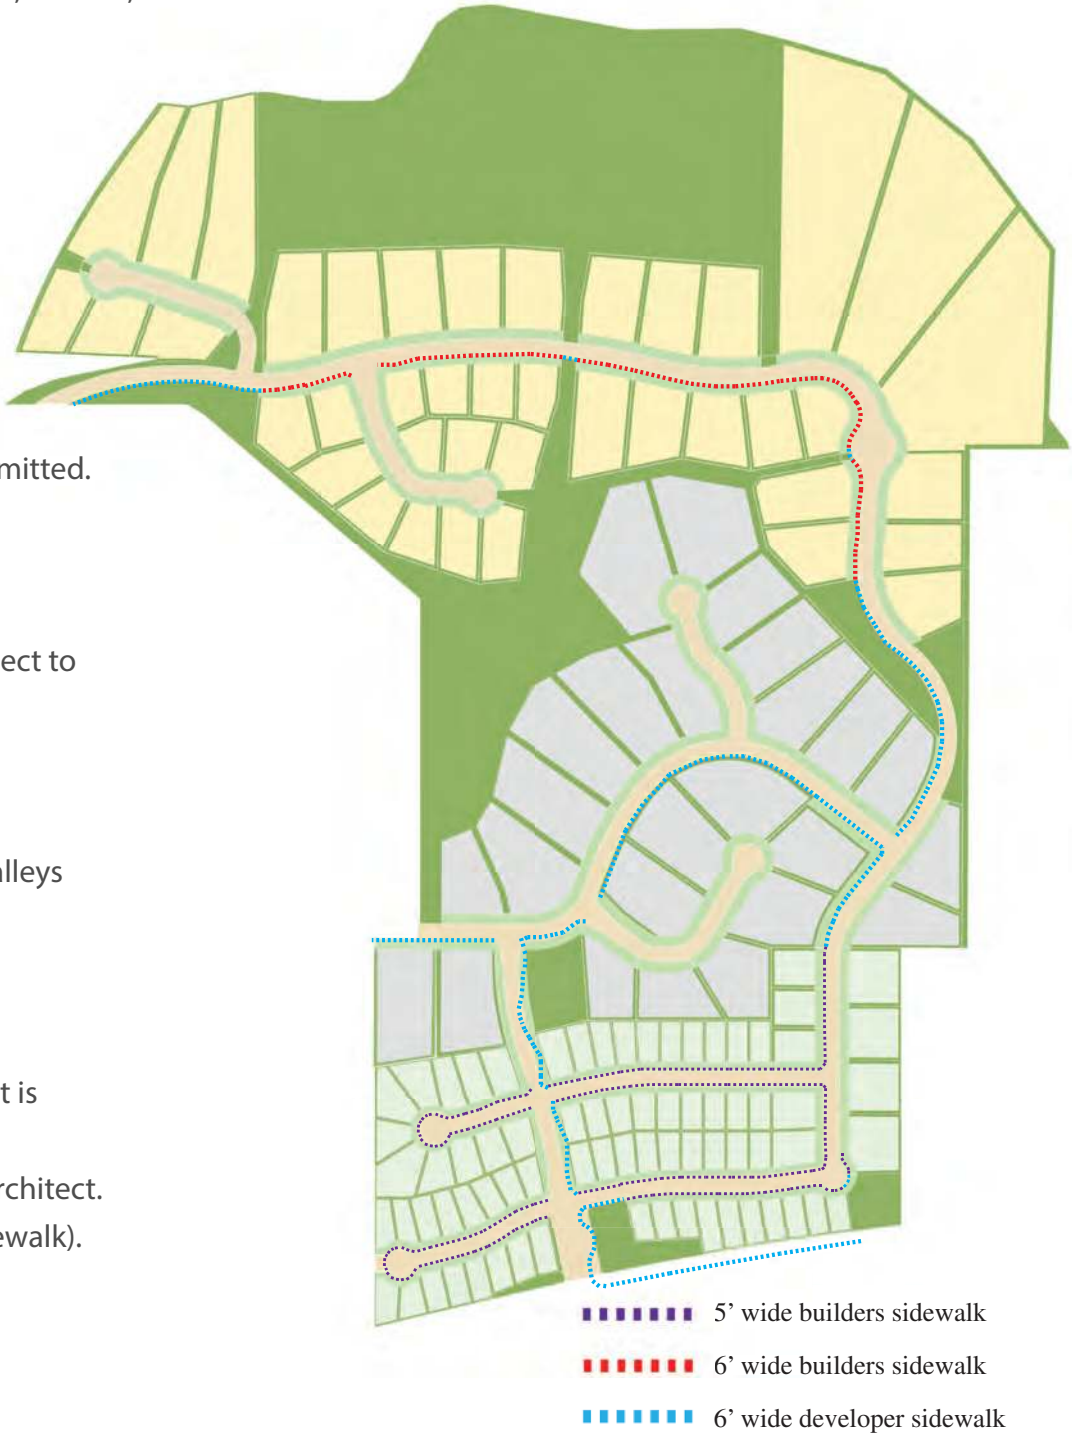 mitted.
ect to
alleys
t is
rchitect.
ewalk).
5’ wide builders sidewalk
6’ wide builders sidewalk
6’ wide developer sidewalk